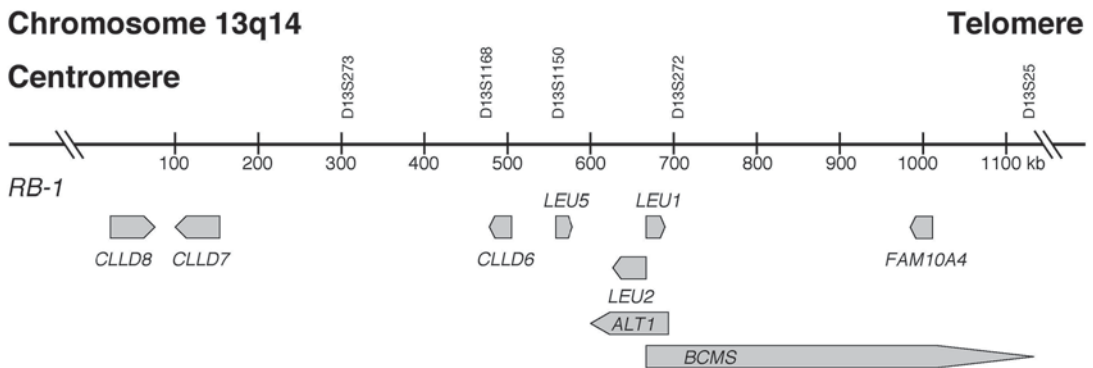 Chromosome 13q14
Telomere
Centromere
D13S273
D13S1168
D13S1150
D13S272
D13S25
100 200 300 400 500 600 700 800 900 1000 1100 kb
RB-1
LEU5 LEU1
CLLD8 CLLD7 CLLD6 FAM10A4
LEU2
ALT1
BCMS